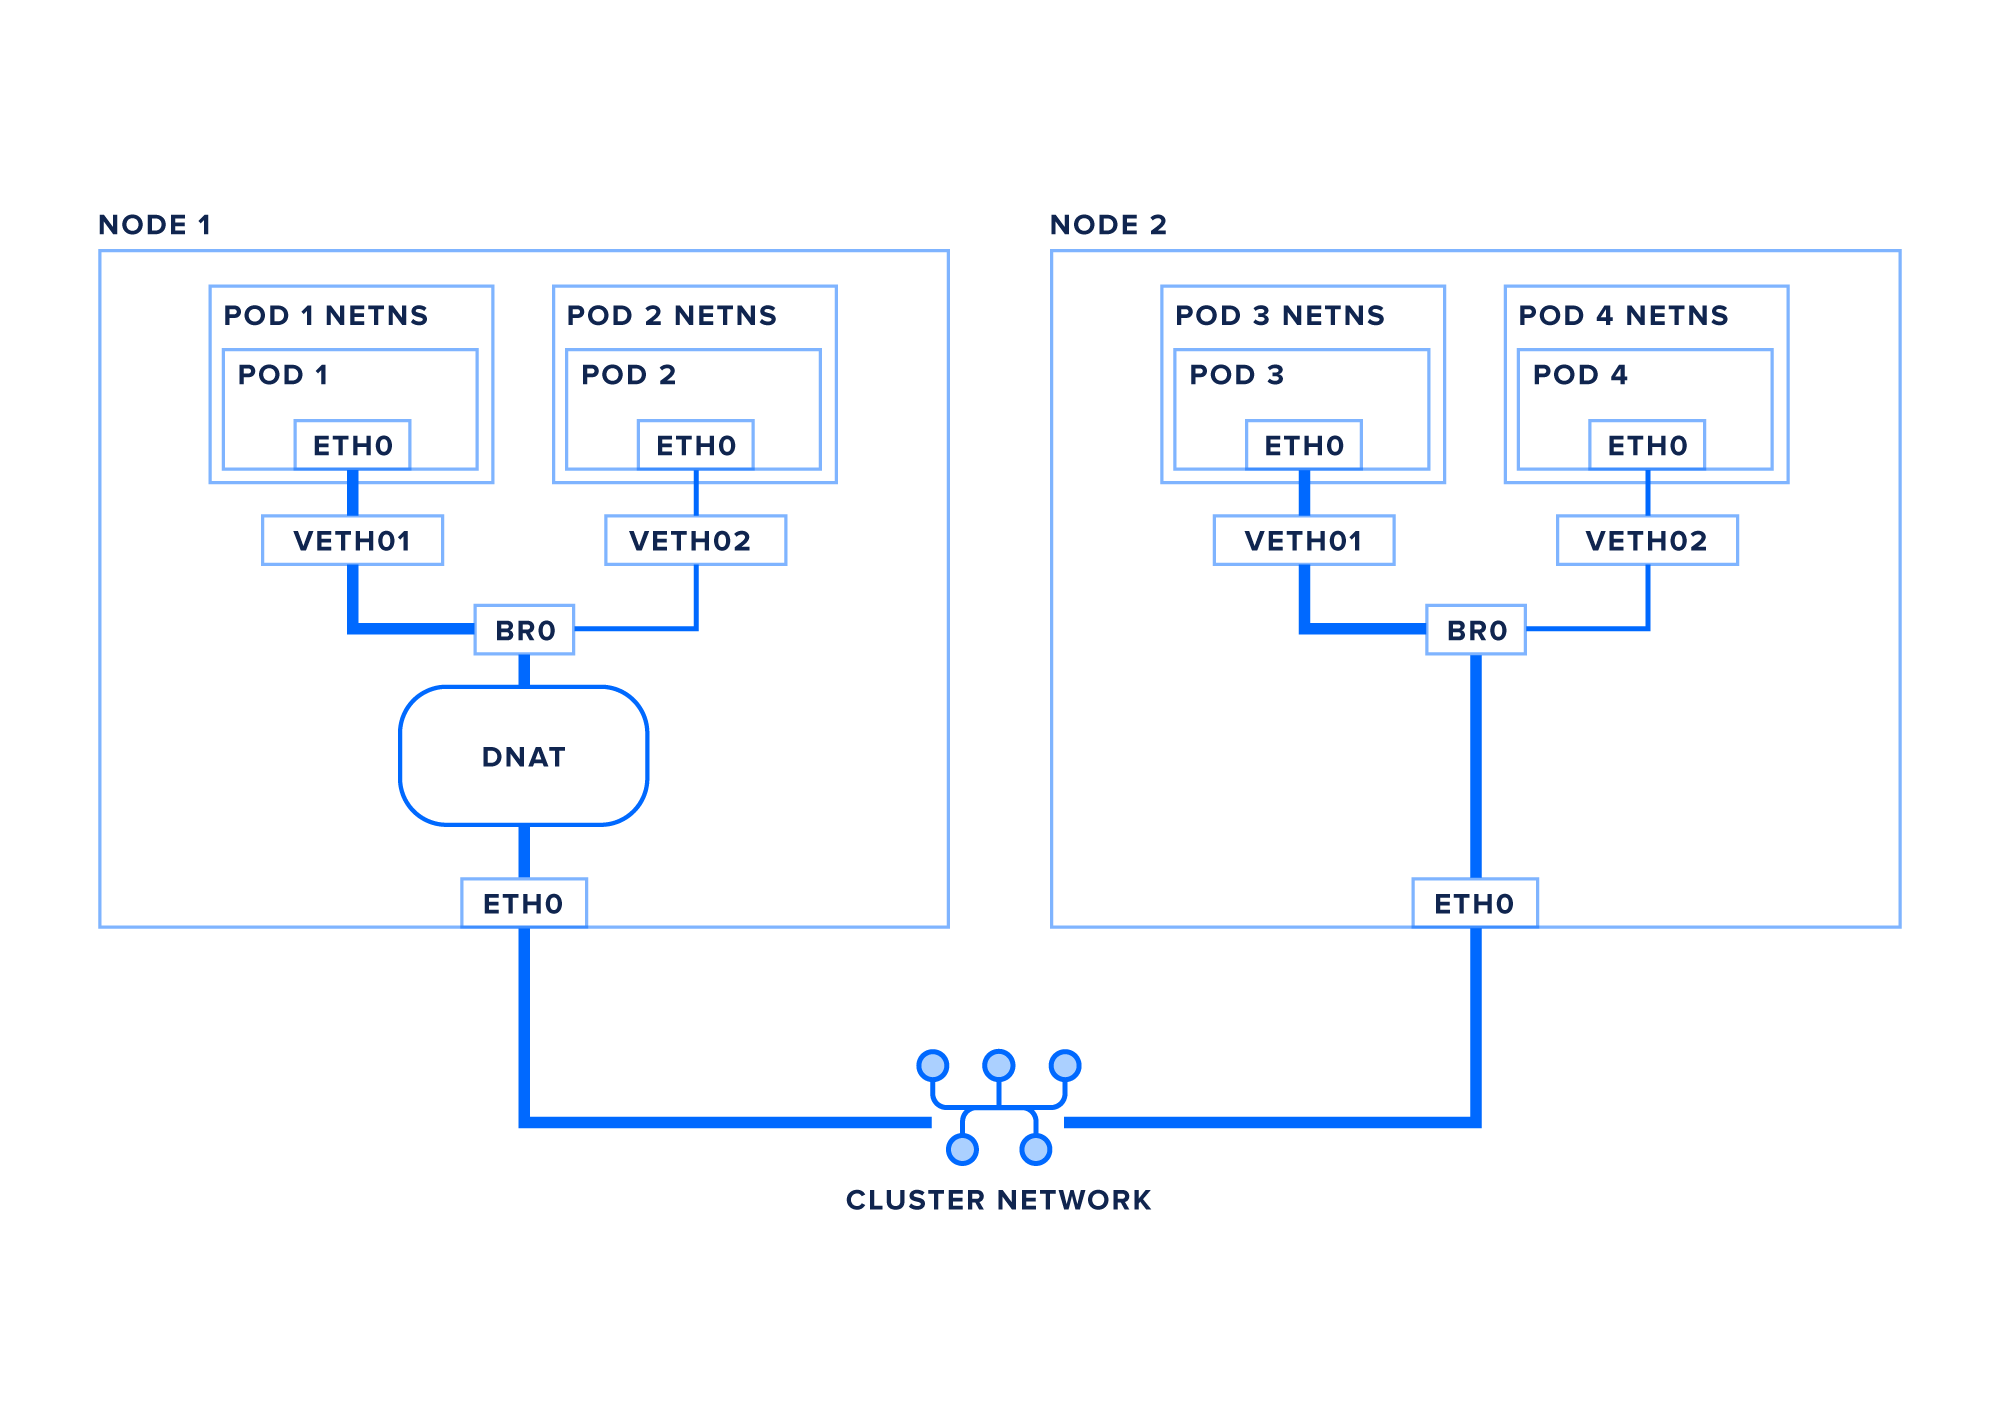 NODE 1
POD 1 NETNS
POD 1
ETH0
VETH01
POD 2 NETNS
POD 2
ETH0
VETH02
BR0
DNAT
ETH0
NODE 2
POD 3 NETNS
POD 3
ETH0
VETH01
POD 4 NETNS
POD 4
ETH0
VETH02
BR0
ETH0
CLUSTER NETWORK